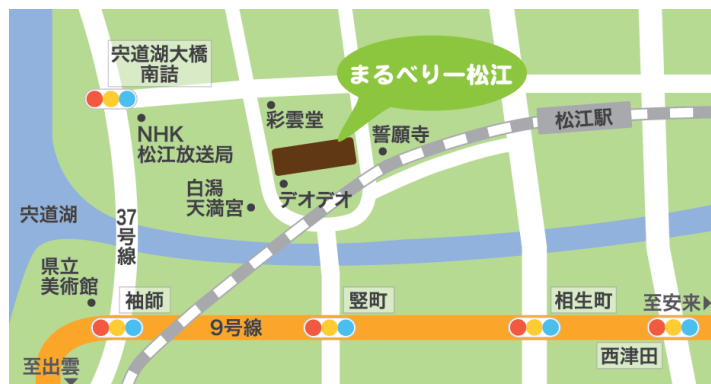 宍道湖大橋
南詰
まるべりー松江
彩雲堂
NHK
松江放送局
誓願寺
松江駅
白潟
天満宮
デオデオ
宍道湖
37
号
線
県立
美術館
袖師
竪町
相生町
至安来
9号線
西津田
至出雲